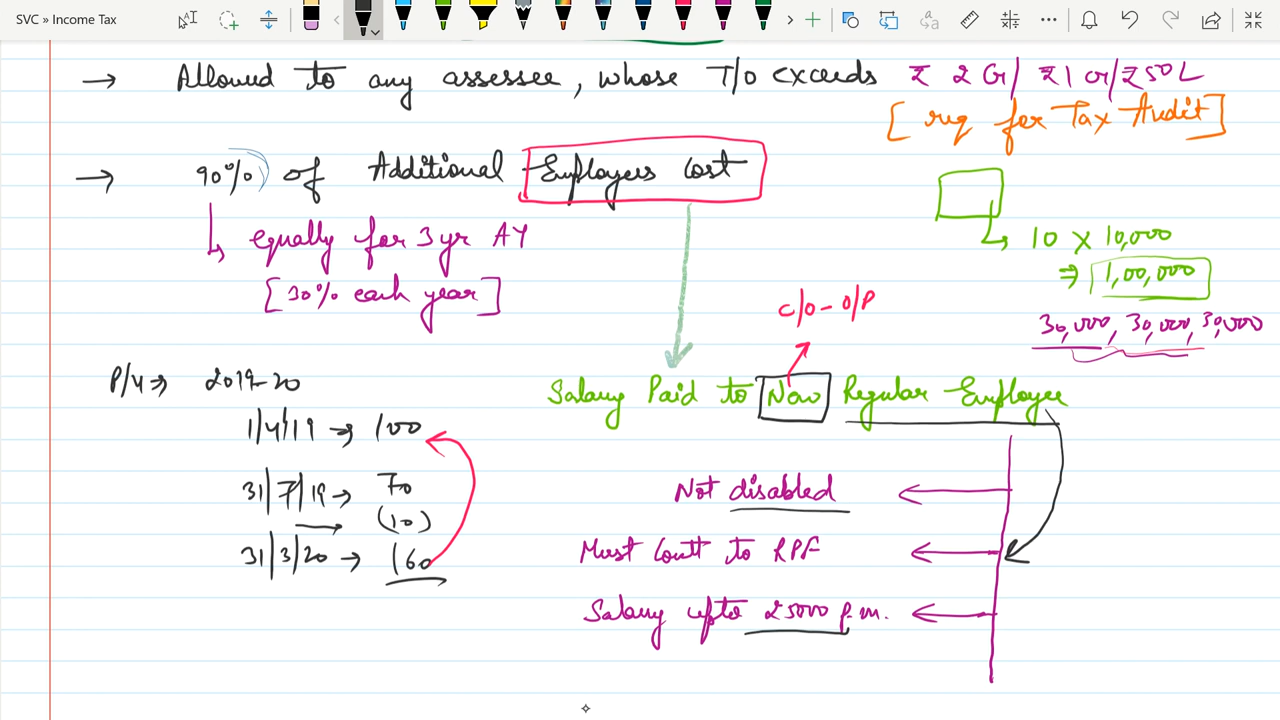 SVC » Income Tax
→ Allowed to any assessee, whose T/O exceeds ₹ 2 Cr/ ₹1 cr/₹50L
[req for Tax Audit]
→ 90% of Additional Employees Cost
equally for 3 yr AY
[30% each year]
10 × 10,000
⇒ 1,00,000
30,000, 30,000, 30,000
C/O - O/P
P/Y ⇒ 2019-20
1/4/19 → 100
31/7/19 → 70
(10)
31/3/20 → 160
Salary Paid to New Regular Employee
Not disabled
Must Contt to RPF
Salary upto 25000 p.m.